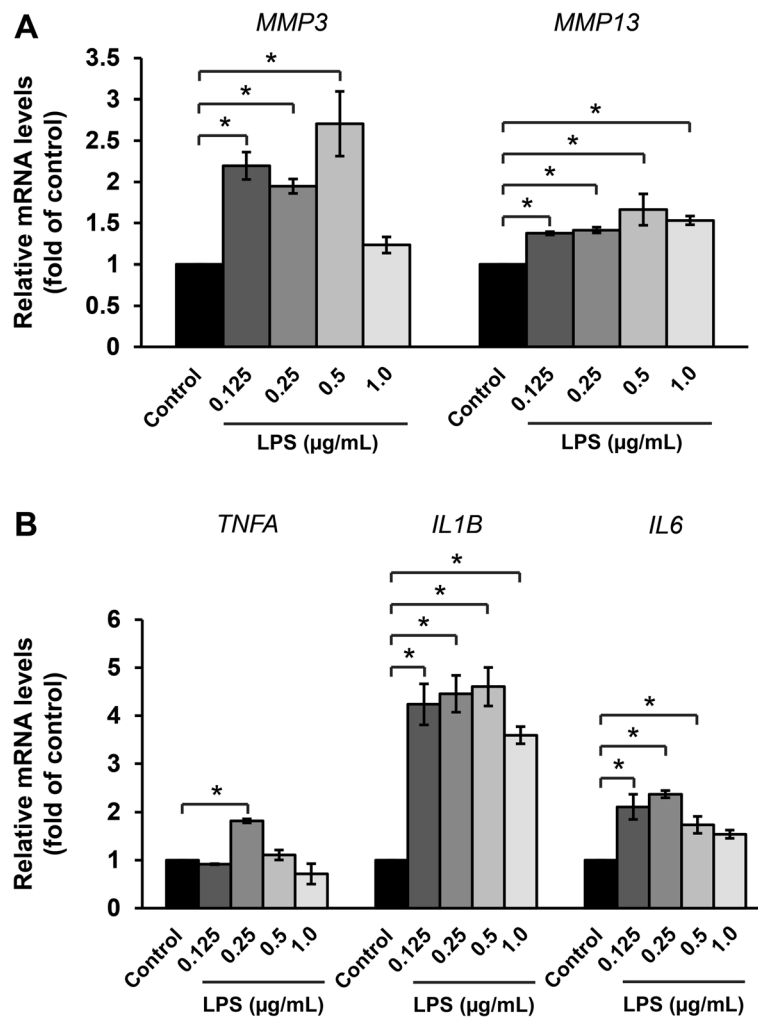 A
MMP3
MMP13
Relative mRNA levels
(fold of control)
3.5
3
2.5
2
1.5
1
0.5
0
*
*
*
*
*
*
*
Control
0.125
0.25
0.5
1.0
Control
0.125
0.25
0.5
1.0
LPS (µg/mL)
LPS (µg/mL)
B
TNFA
IL1B
IL6
Relative mRNA levels
(fold of control)
6
5
4
3
2
1
0
*
*
*
*
*
*
*
*
Control
0.125
0.25
0.5
1.0
Control
0.125
0.25
0.5
1.0
Control
0.125
0.25
0.5
1.0
LPS (µg/mL)
LPS (µg/mL)
LPS (µg/mL)